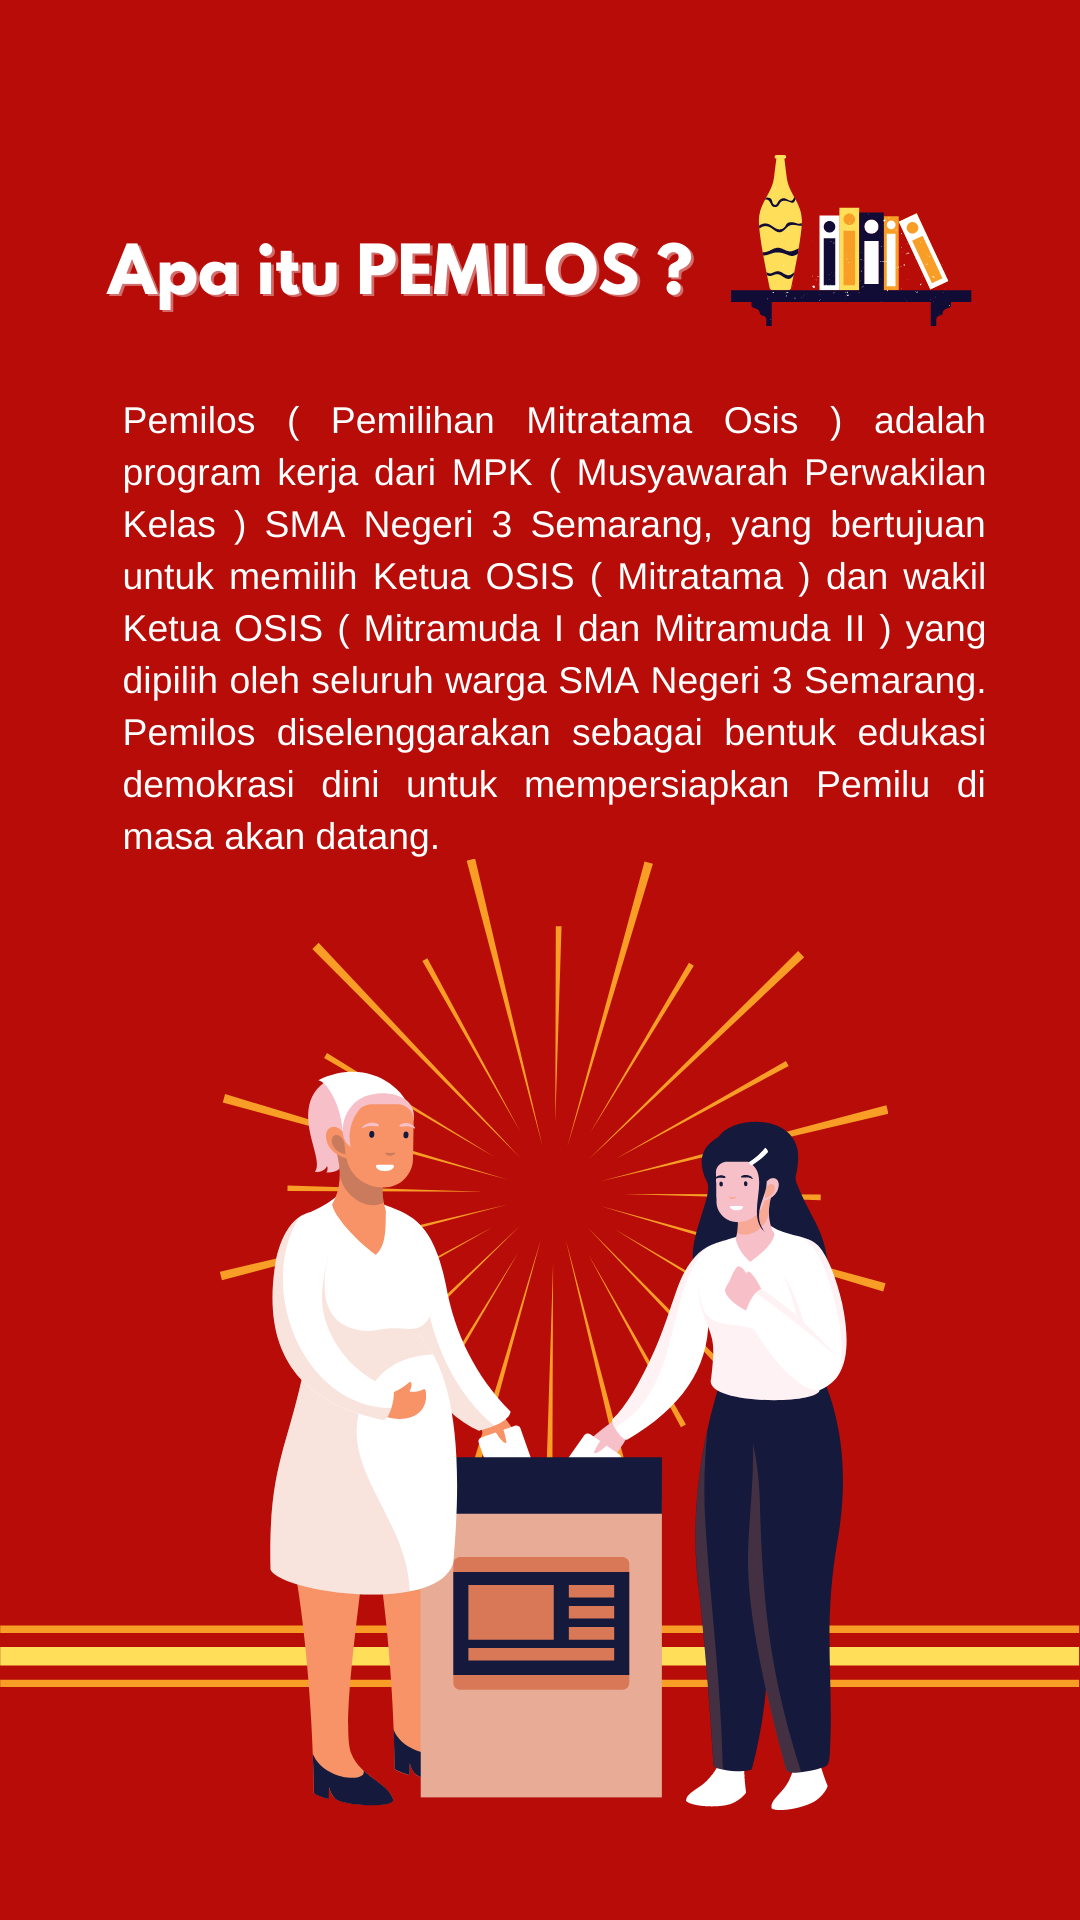 Apa itu PEMILOS ?
Pemilos ( Pemilihan Mitratama Osis ) adalah
program kerja dari MPK ( Musyawarah Perwakilan
Kelas ) SMA Negeri 3 Semarang, yang bertujuan
untuk memilih Ketua OSIS ( Mitratama ) dan wakil
Ketua OSIS ( Mitramuda I dan Mitramuda II ) yang
dipilih oleh seluruh warga SMA Negeri 3 Semarang.
Pemilos diselenggarakan sebagai bentuk edukasi
demokrasi dini untuk mempersiapkan Pemilu di
masa akan datang.